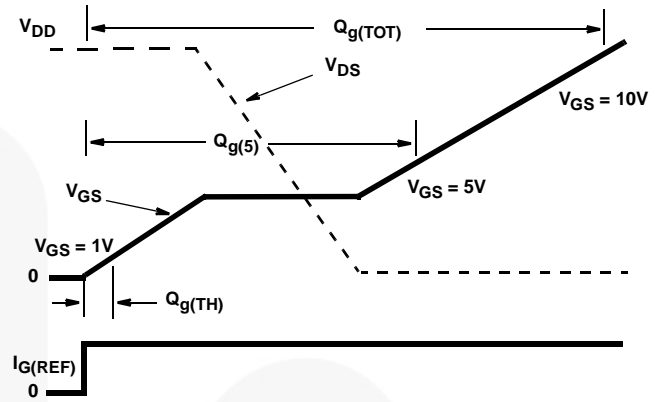 V_DD
Q_g(TOT)
V_DS
V_GS = 10V
Q_g(5)
V_GS
V_GS = 5V
V_GS = 1V
0
Q_g(TH)
I_G(REF)
0